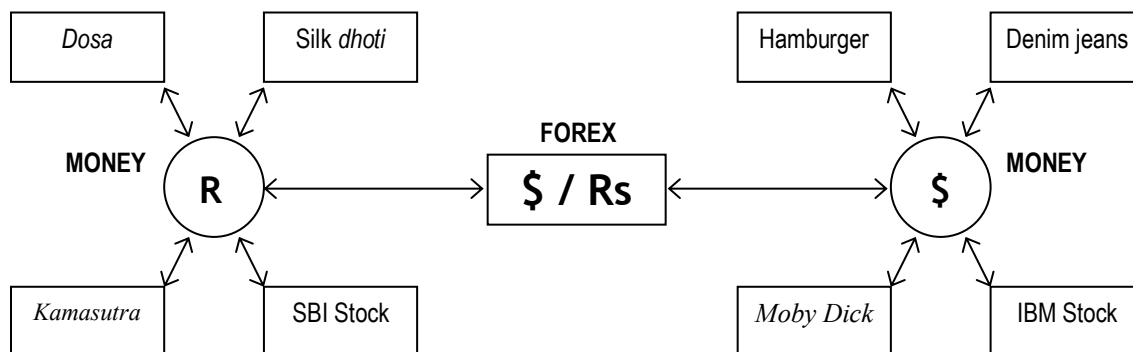 Dosa
Silk dhoti
Hamburger
Denim jeans
FOREX
MONEY
R
$ / Rs
$
MONEY
Kamasutra
SBI Stock
Moby Dick
IBM Stock